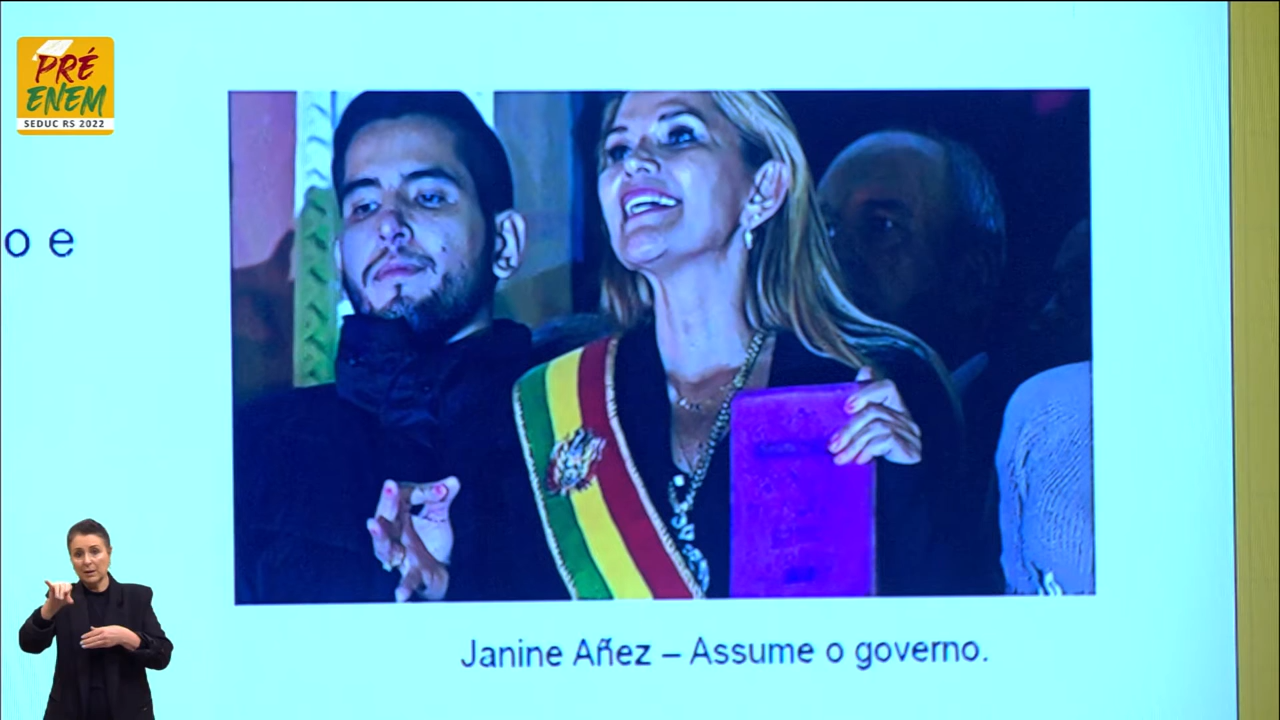 PRÉ
ENEM
SEDUC RS 2022
o e
Janine Añez – Assume o governo.